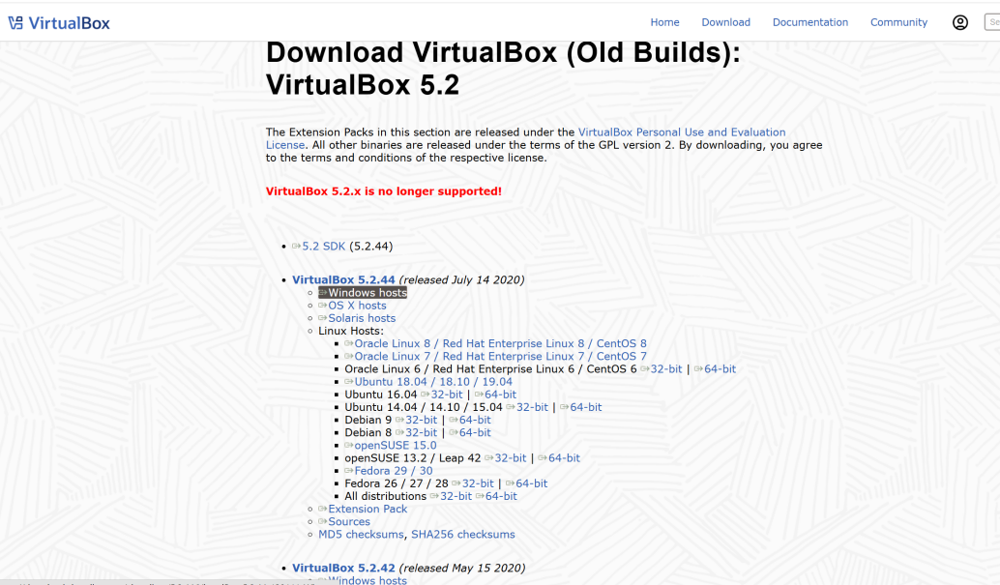 VirtualBox
Home Download Documentation Community Se
Download VirtualBox (Old Builds):
VirtualBox 5.2
The Extension Packs in this section are released under the VirtualBox Personal Use and Evaluation
License. All other binaries are released under the terms of the GPL version 2. By downloading, you agree
to the terms and conditions of the respective license.
VirtualBox 5.2.x is no longer supported!
5.2 SDK (5.2.44)
VirtualBox 5.2.44 (released July 14 2020)
Windows hosts
OS X hosts
Solaris hosts
Linux Hosts:
Oracle Linux 8 / Red Hat Enterprise Linux 8 / CentOS 8
Oracle Linux 7 / Red Hat Enterprise Linux 7 / CentOS 7
Oracle Linux 6 / Red Hat Enterprise Linux 6 / CentOS 6 32-bit | 64-bit
Ubuntu 18.04 / 18.10 / 19.04
Ubuntu 16.04 32-bit | 64-bit
Ubuntu 14.04 / 14.10 / 15.04 32-bit | 64-bit
Debian 9 32-bit | 64-bit
Debian 8 32-bit | 64-bit
openSUSE 15.0
openSUSE 13.2 / Leap 42 32-bit | 64-bit
Fedora 29 / 30
Fedora 26 / 27 / 28 32-bit | 64-bit
All distributions 32-bit 64-bit
Extension Pack
Sources
MD5 checksums, SHA256 checksums
VirtualBox 5.2.42 (released May 15 2020)
Windows hosts